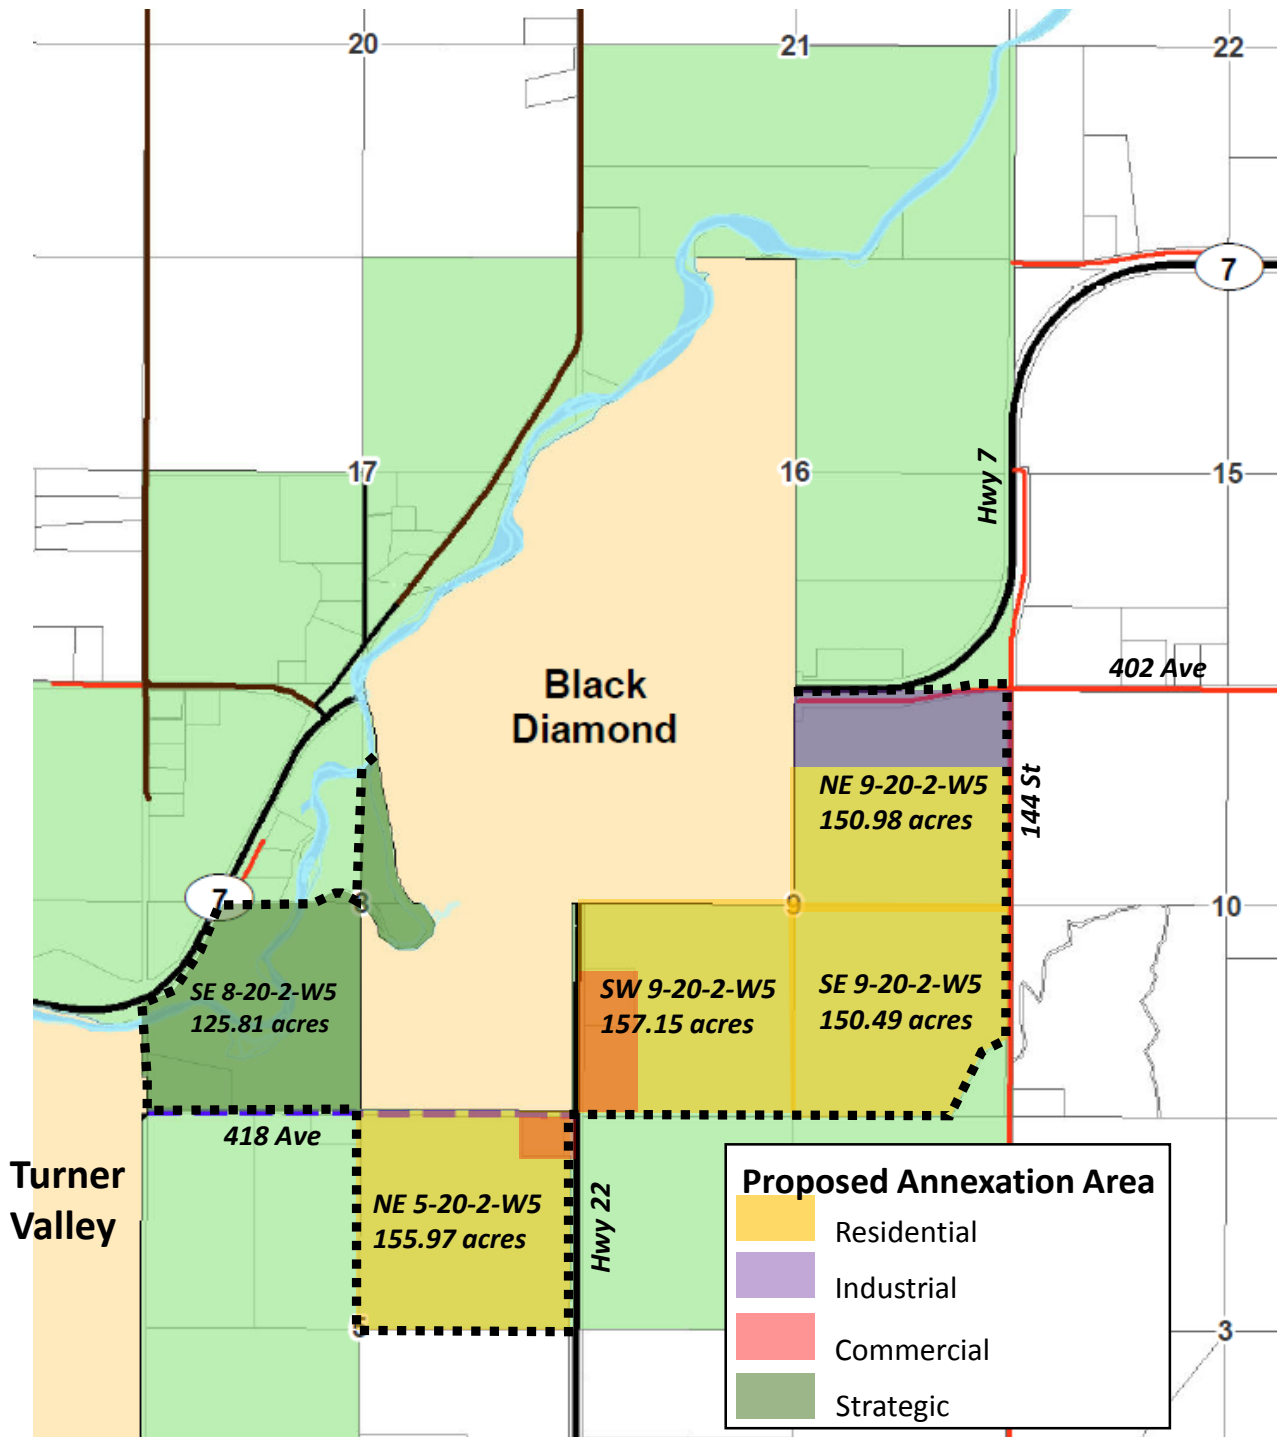 20
21
22
7
17
16
15
Hwy 7
402 Ave
Black
Diamond
NE 9-20-2-W5
150.98 acres
144 St
7
9
10
SE 8-20-2-W5
125.81 acres
SW 9-20-2-W5
157.15 acres
SE 9-20-2-W5
150.49 acres
418 Ave
Turner
Valley
NE 5-20-2-W5
155.97 acres
Hwy 22
5
3
Proposed Annexation Area
Residential
Industrial
Commercial
Strategic